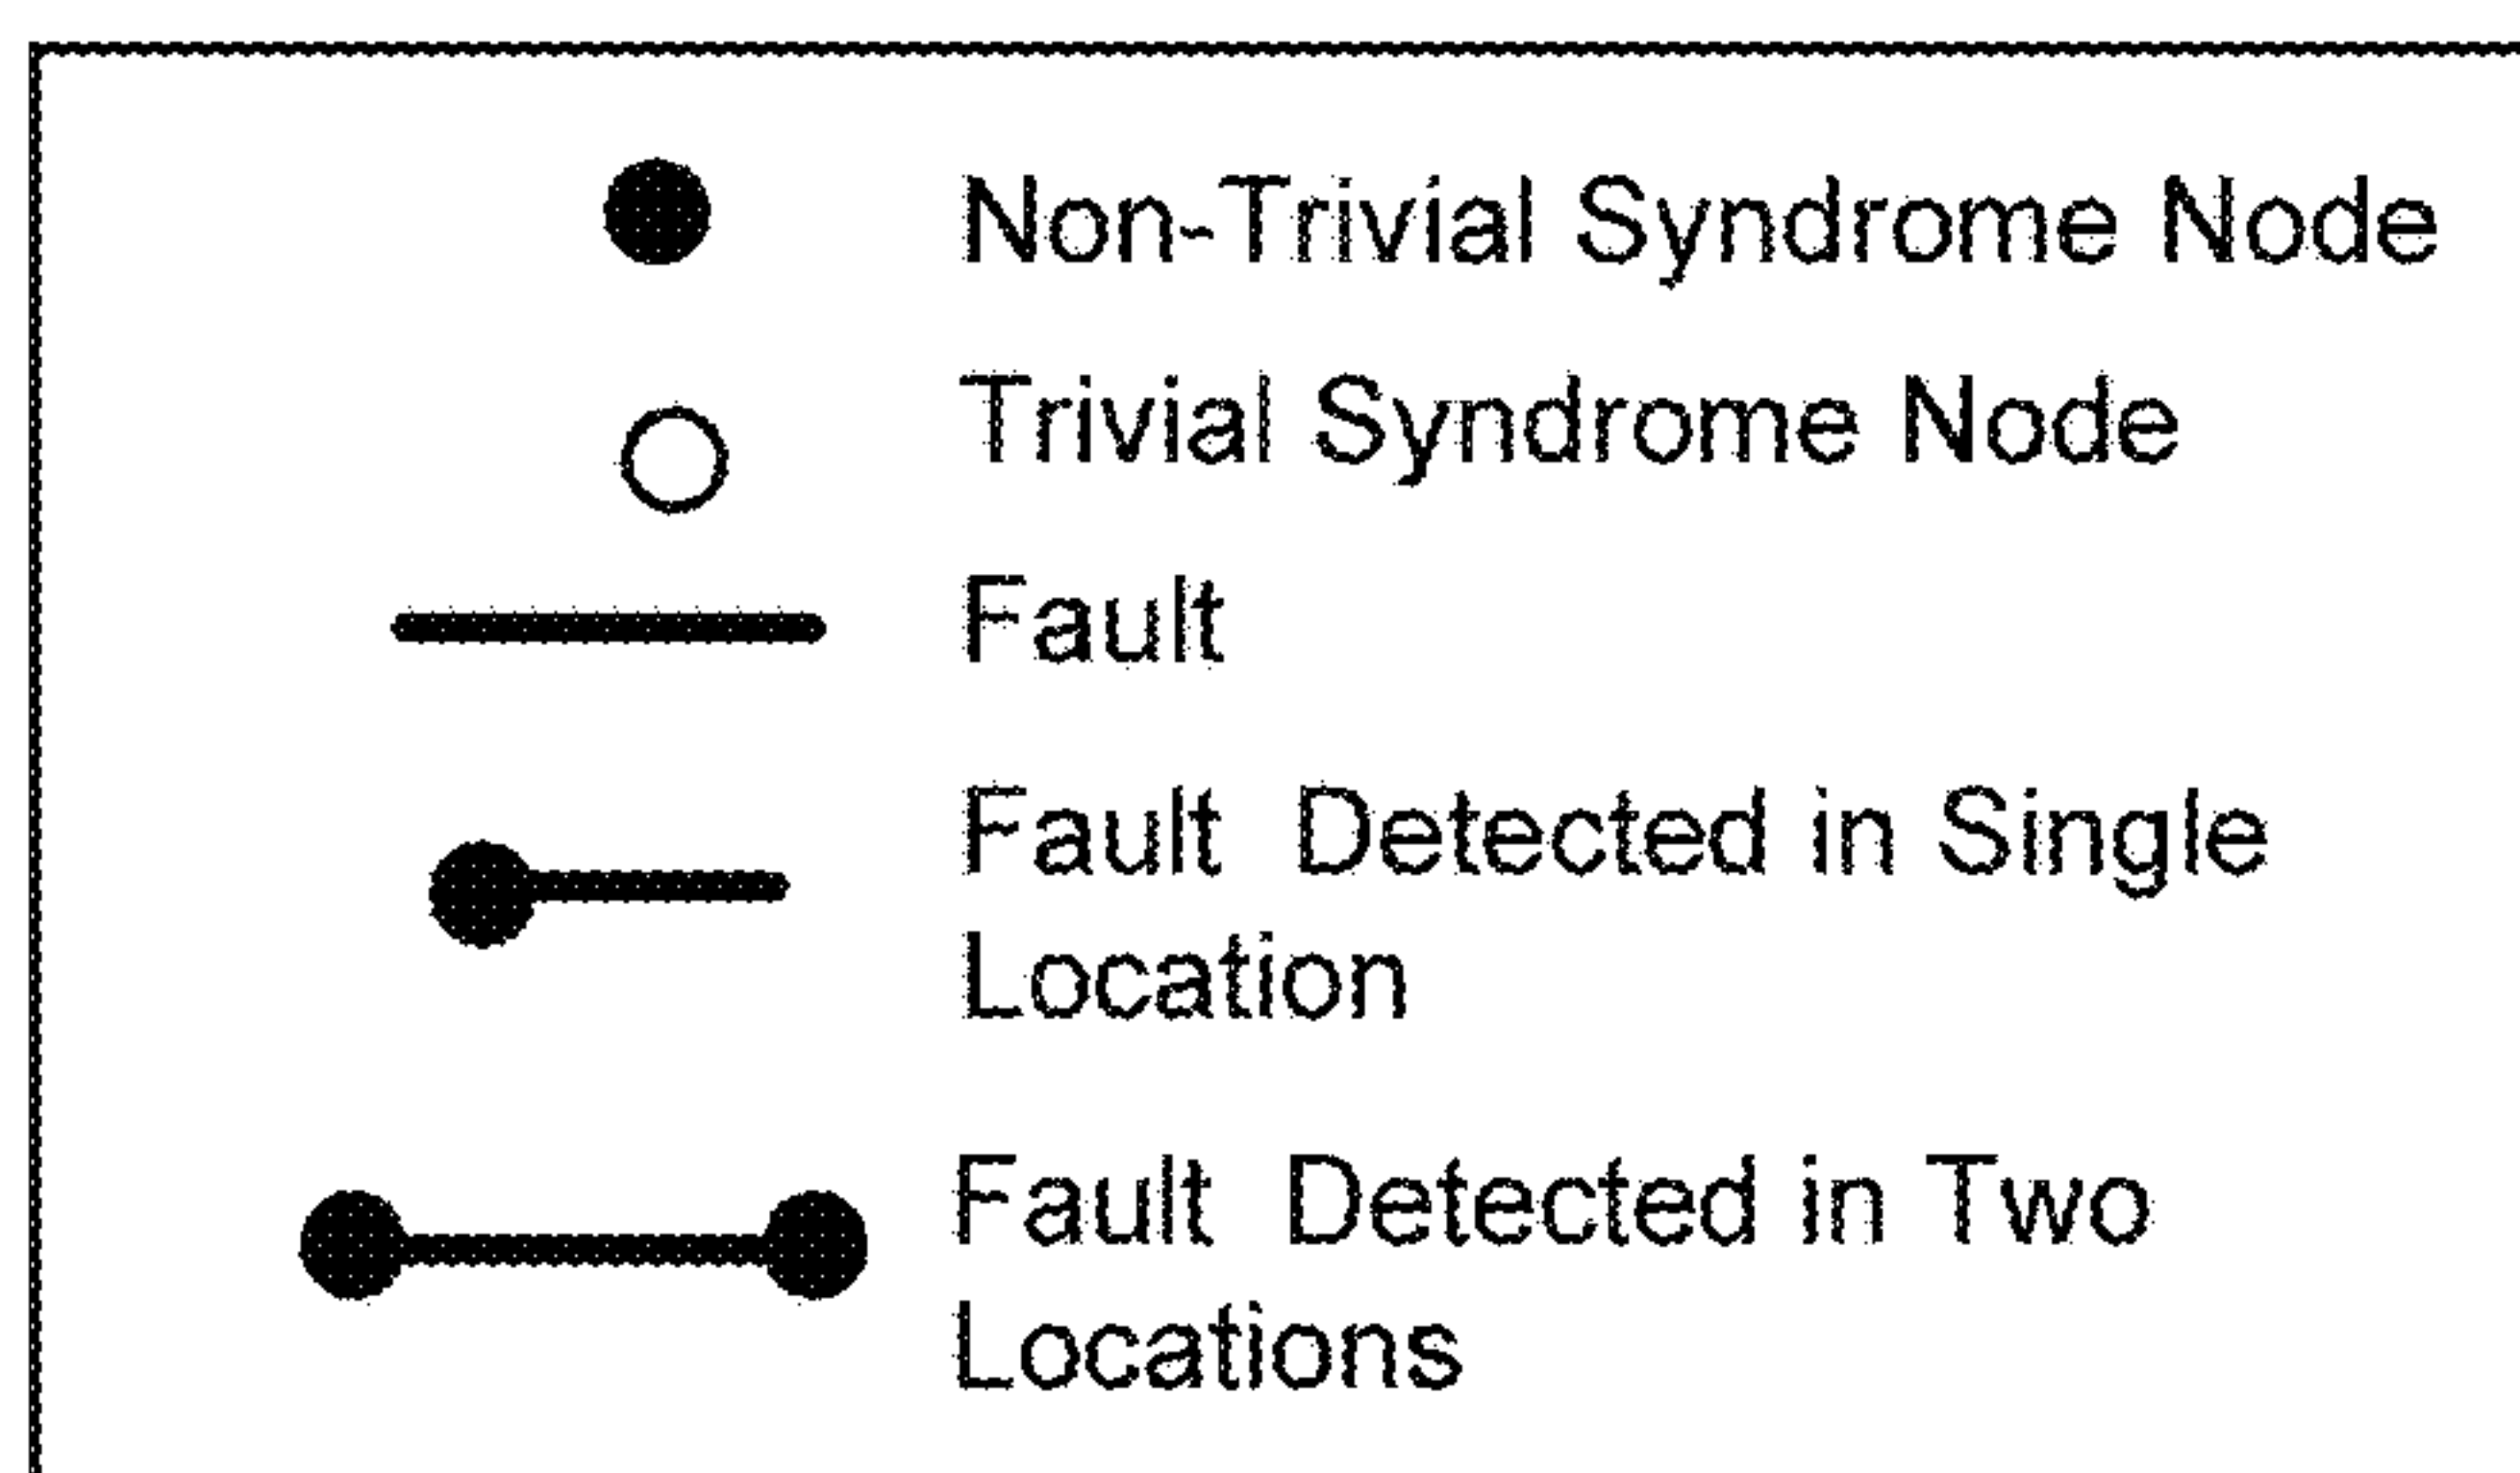 Non-Trivial Syndrome Node
Trivial Syndrome Node
Fault
Fault Detected in Single
Location
Fault Detected in Two
Locations